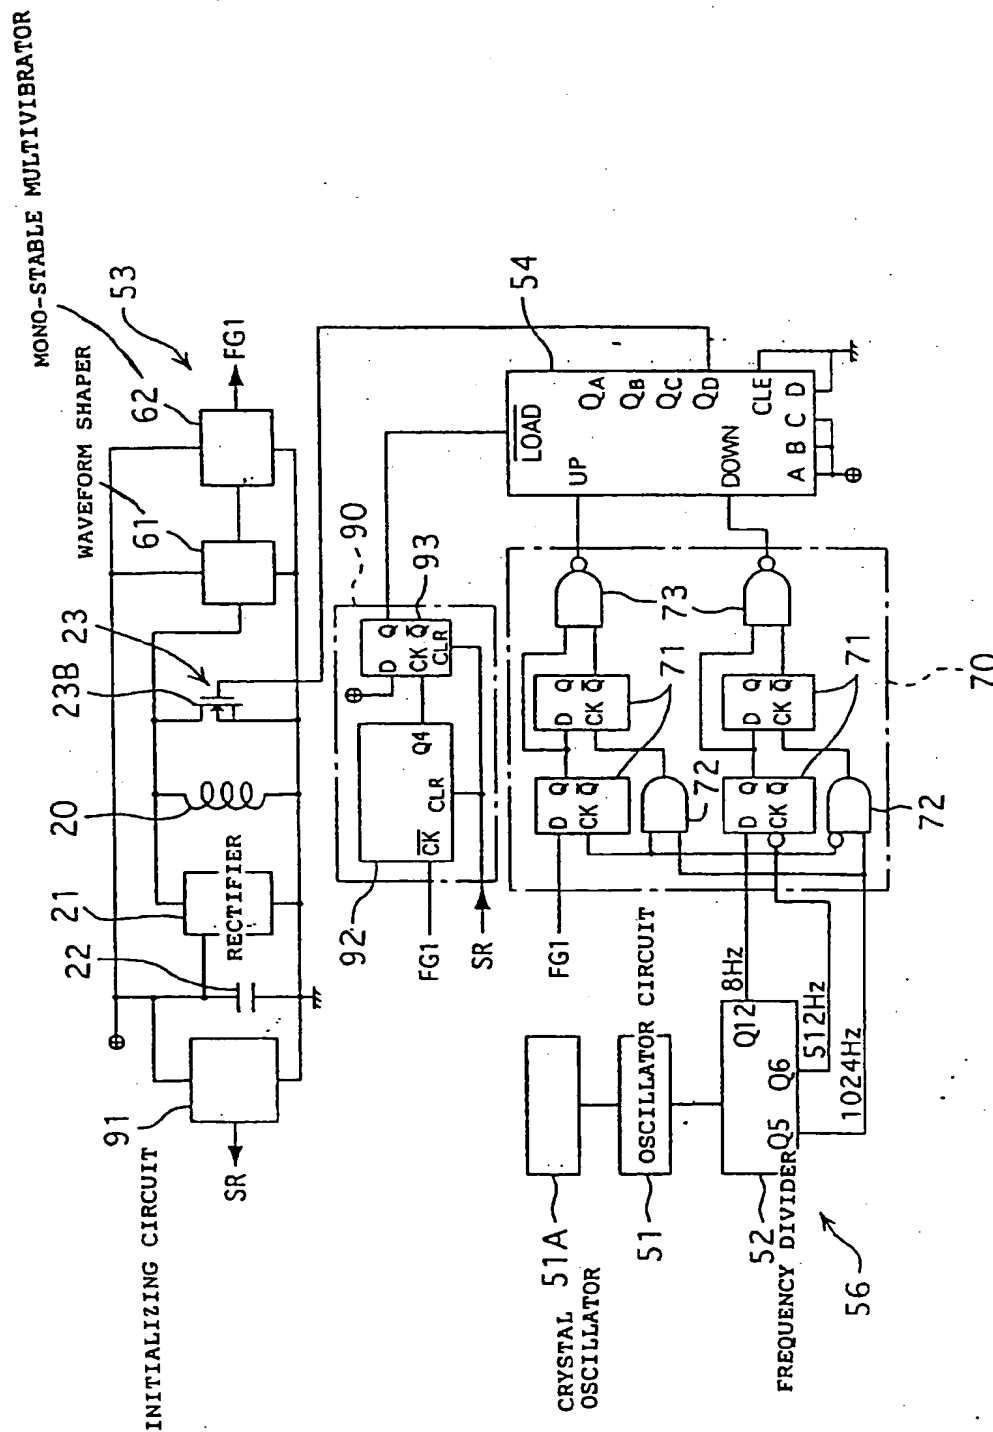 MONO-STABLE MULTIVIBRATOR
53
62
FG1
WAVEFORM SHAPER
61
23
23B
20
21
RECTIFIER
22
91
SR
INITIALIZING CIRCUIT
90
93
D Q
CK Q̅
CLR
Q4
CLR
C̅K̅
92
FG1
SR
54
L̅O̅A̅D̅
UP
DOWN
QA
QB
QC
QD
CLE
A B C D
73
71
D Q
CK Q̅
D Q
CK Q̅
72
FG1
71
D Q
CK Q̅
D Q
CK Q̅
72
70
8Hz
512Hz
1024Hz
Q12
Q6
Q5
51A
CRYSTAL
OSCILLATOR
51
OSCILLATOR CIRCUIT
52
FREQUENCY DIVIDER
56